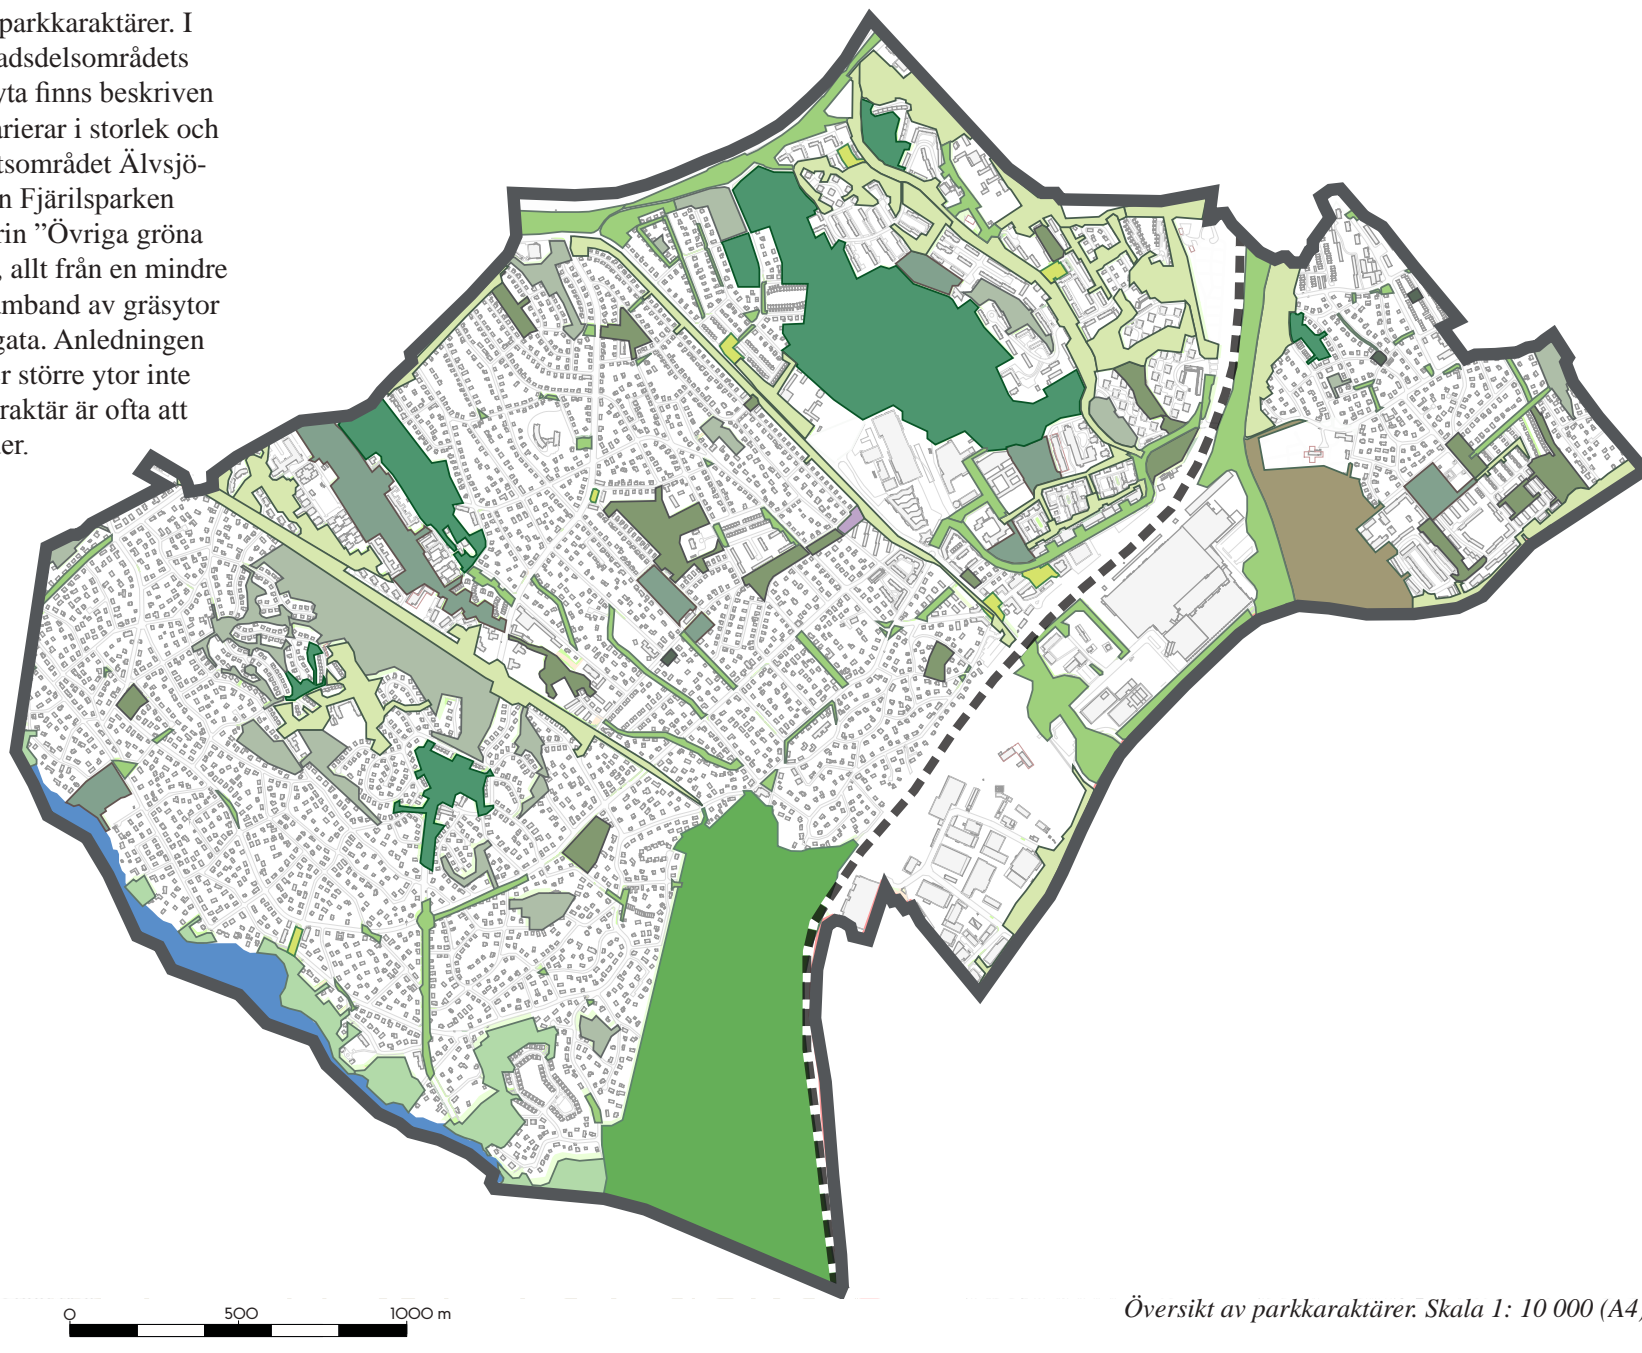 parkkaraktärer. I
adsdelsområdets
yta finns beskriven
arierar i storlek och
tsområdet Älvsjö-
n Fjärilsparken
rin ”Övriga gröna
, allt från en mindre
mband av gräsytor
gata. Anledningen
r större ytor inte
raktär är ofta att
ler.
0 500 1000 m
Översikt av parkkaraktärer. Skala 1: 10 000 (A4)